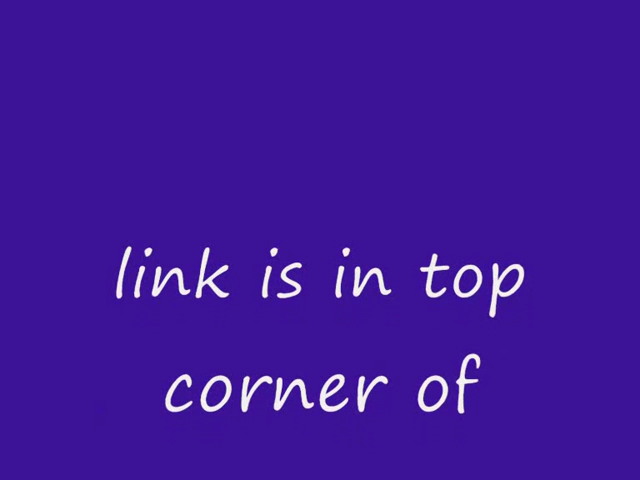 link is in top
corner of